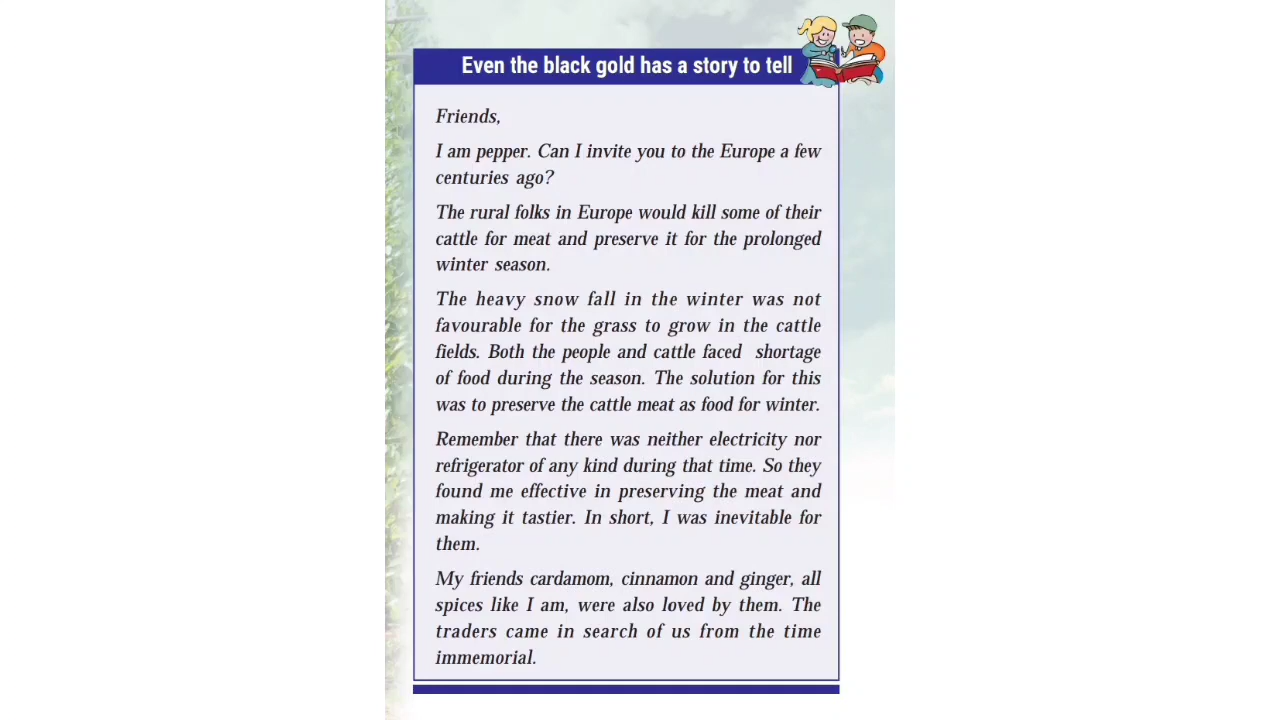 Even the black gold has a story to tell
Friends,
I am pepper. Can I invite you to the Europe a few
centuries ago?
The rural folks in Europe would kill some of their
cattle for meat and preserve it for the prolonged
winter season.
The heavy snow fall in the winter was not
favourable for the grass to grow in the cattle
fields. Both the people and cattle faced shortage
of food during the season. The solution for this
was to preserve the cattle meat as food for winter.
Remember that there was neither electricity nor
refrigerator of any kind during that time. So they
found me effective in preserving the meat and
making it tastier. In short, I was inevitable for
them.
My friends cardamom, cinnamon and ginger, all
spices like I am, were also loved by them. The
traders came in search of us from the time
immemorial.